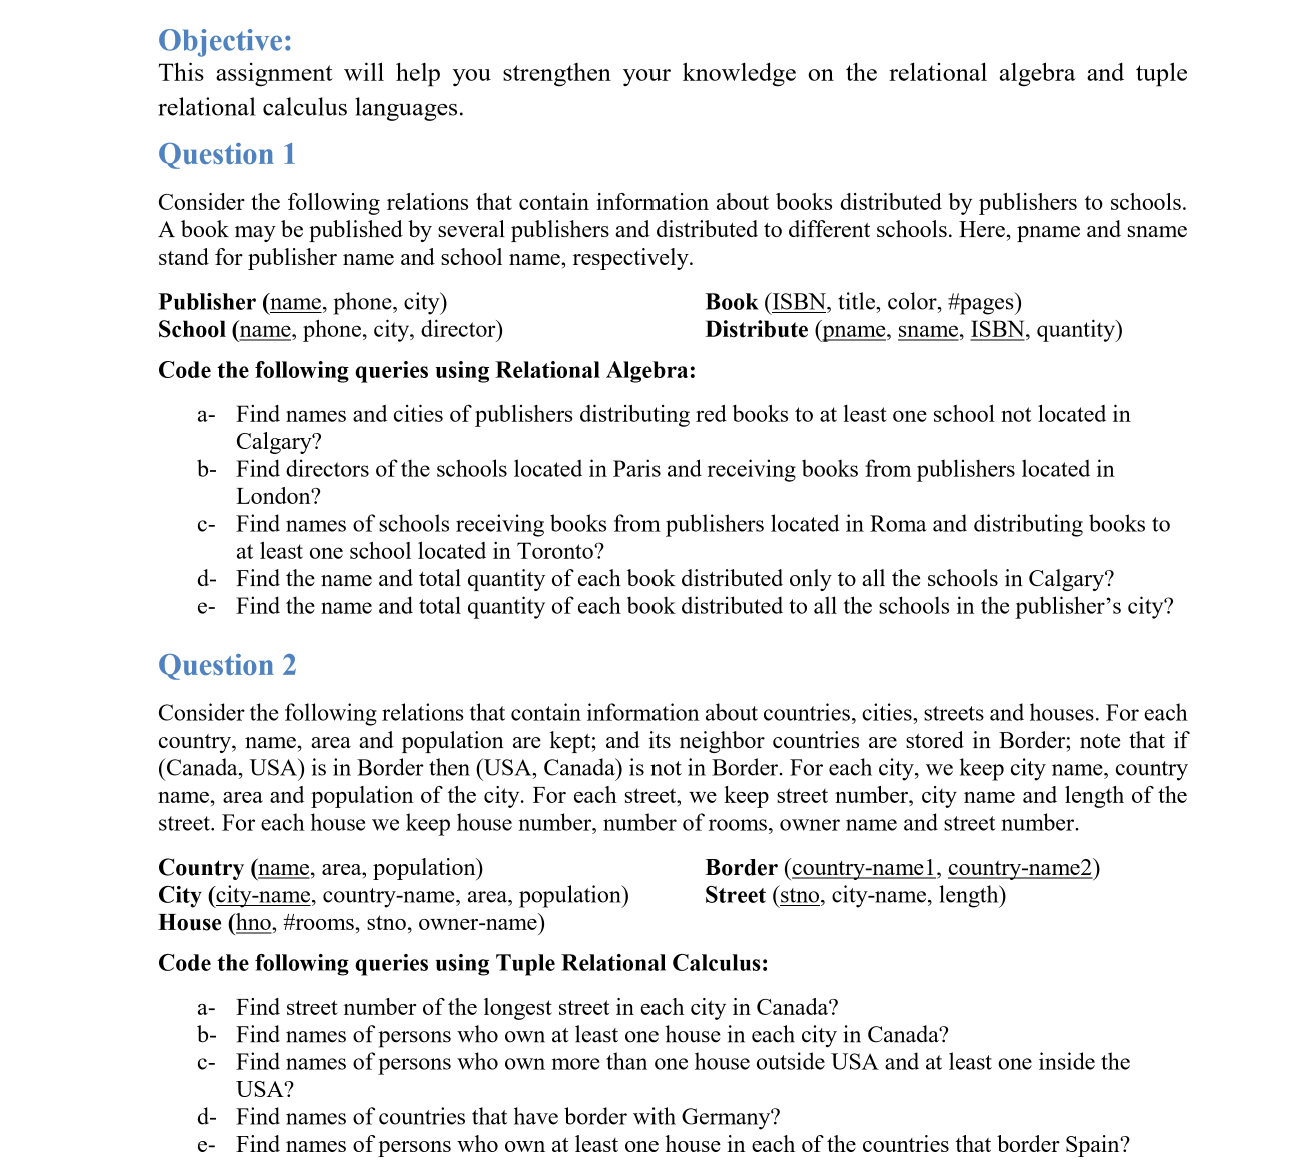 Objective:
This assignment will help you strengthen your knowledge on the relational algebra and tuple
relational calculus languages.
Question 1
Consider the following relations that contain information about books distributed by publishers to schools.
A book may be published by several publishers and distributed to different schools. Here, pname and sname
stand for publisher name and school name, respectively.
Publisher (name, phone, city) Book (ISBN, title, color, #pages)
School (name, phone, city, director) Distribute (pname, sname, ISBN, quantity)
Code the following queries using Relational Algebra:
a- Find names and cities of publishers distributing red books to at least one school not located in
Calgary?
b- Find directors of the schools located in Paris and receiving books from publishers located in
London?
c- Find names of schools receiving books from publishers located in Roma and distributing books to
at least one school located in Toronto?
d- Find the name and total quantity of each book distributed only to all the schools in Calgary?
e- Find the name and total quantity of each book distributed to all the schools in the publisher’s city?
Question 2
Consider the following relations that contain information about countries, cities, streets and houses. For each
country, name, area and population are kept; and its neighbor countries are stored in Border; note that if
(Canada, USA) is in Border then (USA, Canada) is not in Border. For each city, we keep city name, country
name, area and population of the city. For each street, we keep street number, city name and length of the
street. For each house we keep house number, number of rooms, owner name and street number.
Country (name, area, population) Border (country-name1, country-name2)
City (city-name, country-name, area, population) Street (stno, city-name, length)
House (hno, #rooms, stno, owner-name)
Code the following queries using Tuple Relational Calculus:
a- Find street number of the longest street in each city in Canada?
b- Find names of persons who own at least one house in each city in Canada?
c- Find names of persons who own more than one house outside USA and at least one inside the
USA?
d- Find names of countries that have border with Germany?
e- Find names of persons who own at least one house in each of the countries that border Spain?